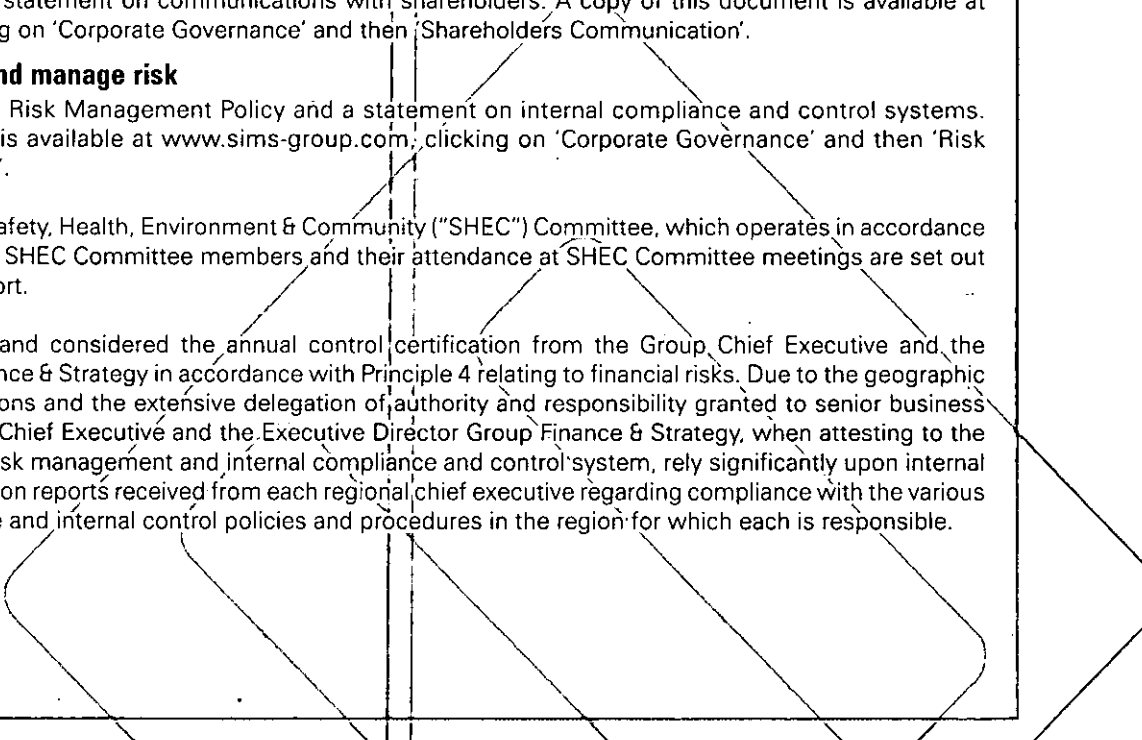 statement on communications with shareholders. A copy of this document is available at
g on 'Corporate Governance' and then 'Shareholders Communication'.
nd manage risk
Risk Management Policy and a statement on internal compliance and control systems.
is available at www.sims-group.com, clicking on 'Corporate Governance' and then 'Risk
'.
afety, Health, Environment & Community ("SHEC") Committee, which operates in accordance
SHEC Committee members and their attendance at SHEC Committee meetings are set out
ort.
and considered the annual control certification from the Group Chief Executive and the
nce & Strategy in accordance with Principle 4 relating to financial risks. Due to the geographic
ons and the extensive delegation of authority and responsibility granted to senior business
Chief Executive and the Executive Director Group Finance & Strategy, when attesting to the
sk management and internal compliance and control system, rely significantly upon internal
on reports received from each regional chief executive regarding compliance with the various
e and internal control policies and procedures in the region for which each is responsible.